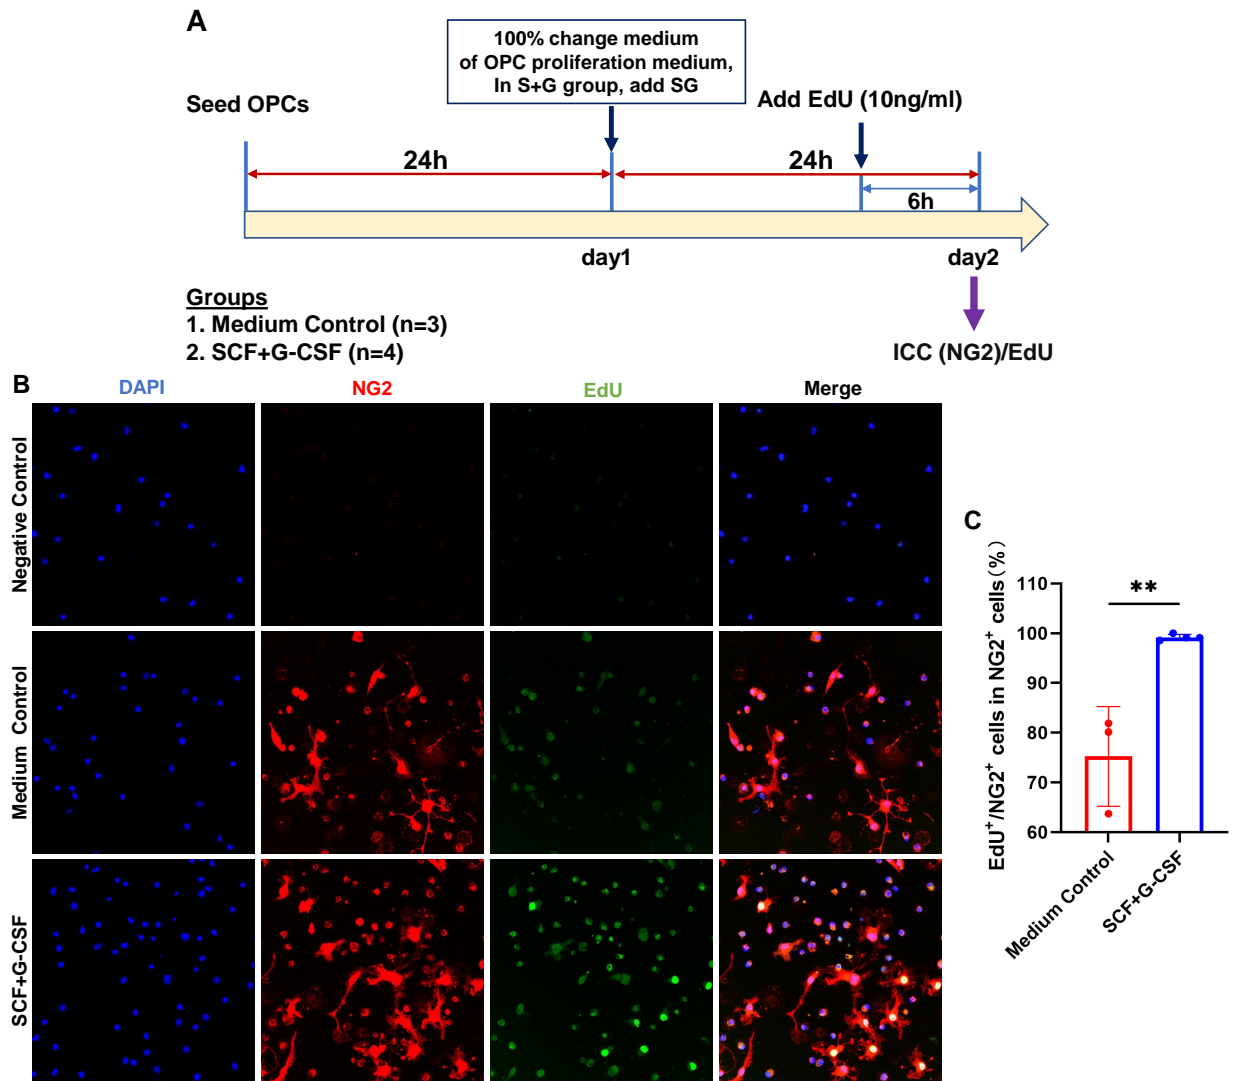 A
100% change medium
of OPC proliferation medium,
In S+G group, add SG
Seed OPCs
Add EdU (10ng/ml)
24h
24h
6h
day1
day2
Groups
1. Medium Control (n=3)
2. SCF+G-CSF (n=4)
ICC (NG2)/EdU
B
DAPI
NG2
EdU
Merge
Negative Control
Medium Control
SCF+G-CSF
C
EdU⁺/NG2⁺ cells in NG2⁺ cells (%)
110
100
90
80
70
60
**
Medium Control
SCF+G-CSF